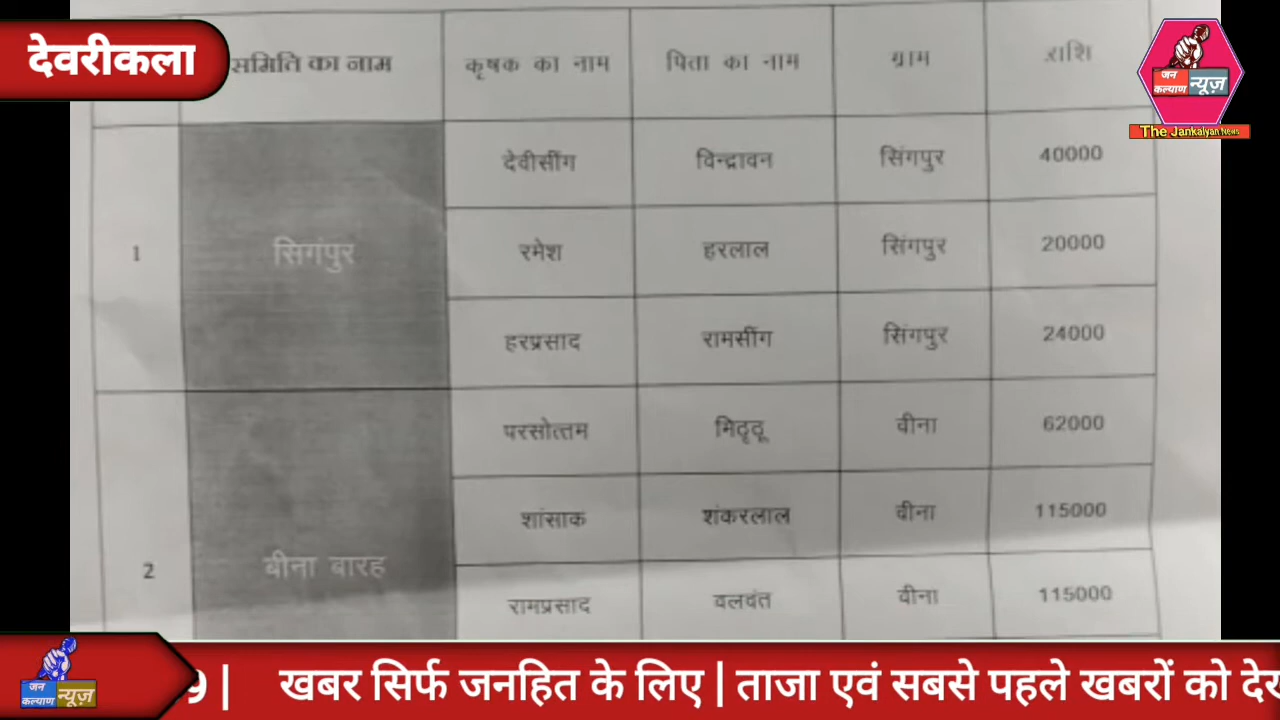 देवरीकला
समिति का नाम कृषक का नाम पिता का नाम ग्राम राशि
1 सिगंपुर
देवीसींग विन्द्रावन सिंगपुर 40000
रमेश हरलाल सिंगपुर 20000
हरप्रसाद रामसींग सिंगपुर 24000
2 बीना बारह
परसोत्तम मिठ्ठू वीना 62000
शांसाक शंकरलाल वीना 115000
रामप्रसाद वलवंत वीना 115000
जन कल्याण न्यूज़
The Jankalyan News
जन कल्याण न्यूज़
9 | खबर सिर्फ जनहित के लिए | ताजा एवं सबसे पहले खबरों को